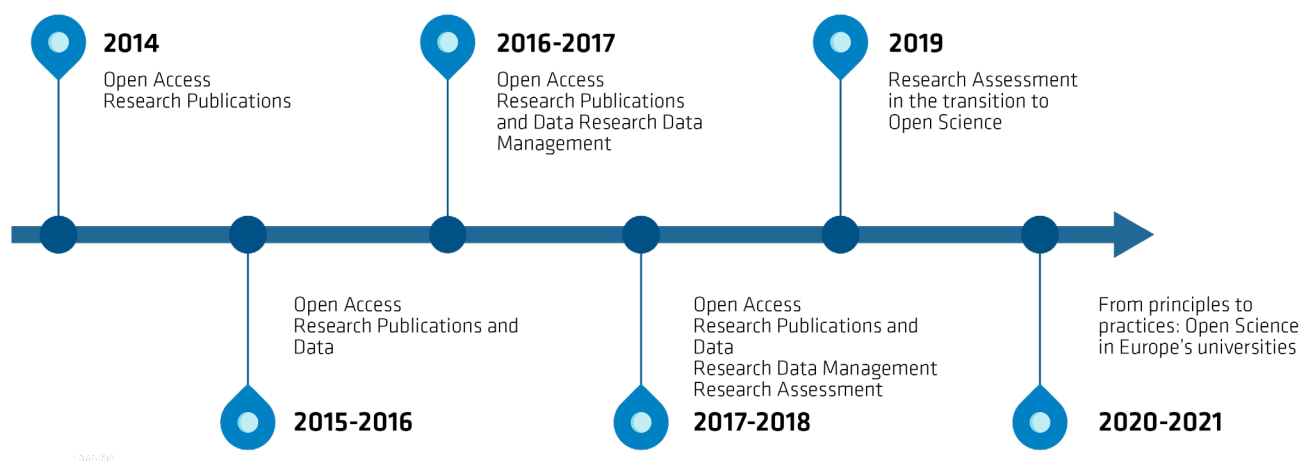 2014
Open Access
Research Publications
2016-2017
Open Access
Research Publications
and Data Research Data
Management
2019
Research Assessment
in the transition to
Open Science
Open Access
Research Publications and
Data
2015-2016
Open Access
Research Publications and
Data
Research Data Management
Research Assessment
2017-2018
From principles to
practices: Open Science
in Europe's universities
2020-2021